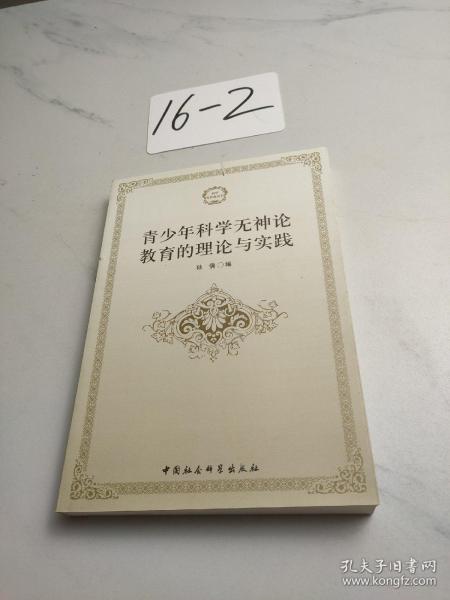 16-2
青少年科学无神论
教育的理论与实践
编
中国社会科学出版社
孔夫子旧书网
www.kongfz.com